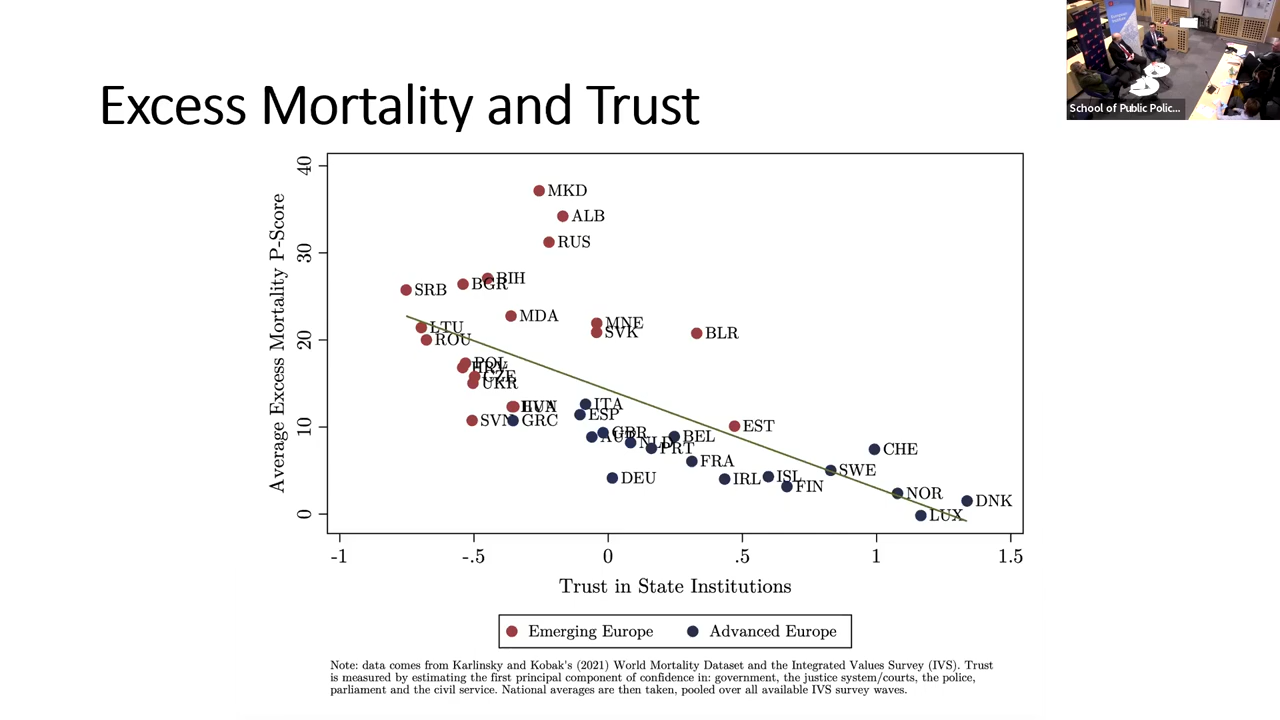 Excess Mortality and Trust
School of Public Polic...
Average Excess Mortality P-Score
40
30
20
10
0
MKD
ALB
RUS
BIH
BGR
SRB
MDA
MNE
SVK
BLR
LTU
ROU
POL
HRV
CZE
UKR
SVN
GRC
ITA
ESP
EST
GBR
AUT
NLD
BEL
PRT
CHE
FRA
SWE
DEU
IRL
ISL
FIN
NOR
DNK
LUX
-1
-.5
0
.5
1
1.5
Trust in State Institutions
Emerging Europe
Advanced Europe
Note: data comes from Karlinsky and Kobak's (2021) World Mortality Dataset and the Integrated Values Survey (IVS). Trust
is measured by estimating the first principal component of confidence in: government, the justice system/courts, the police,
parliament and the civil service. National averages are then taken, pooled over all available IVS survey waves.